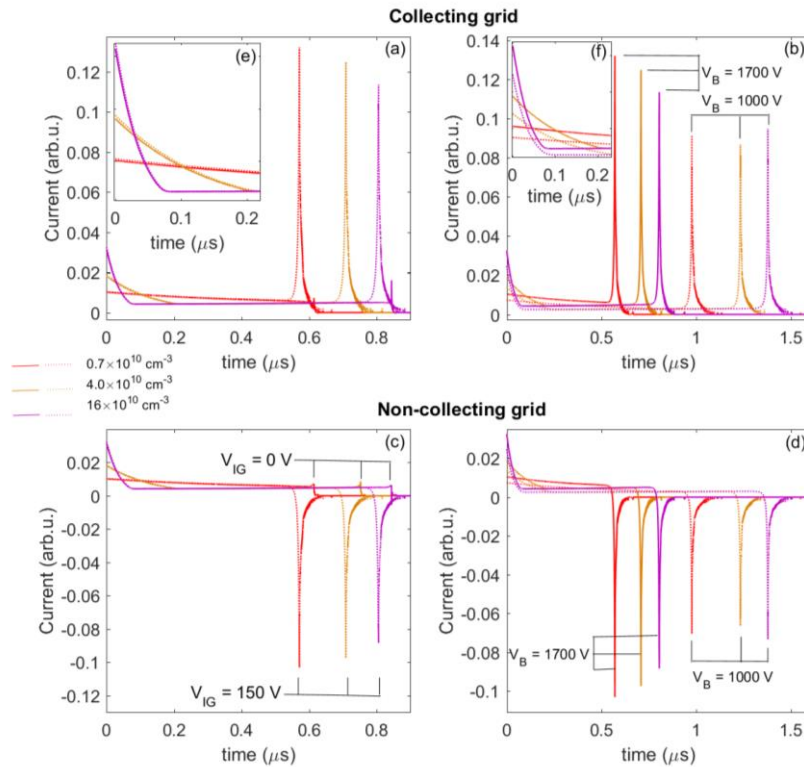 Collecting grid
(e)
(a)
Current (arb.u.)
0.12
0.1
0.08
0.06
0.04
0.02
0
0 0.1 0.2
time (μs)
0 0.2 0.4 0.6 0.8
time (μs)
(f)
(b)
V_B = 1700 V
V_B = 1000 V
Current (arb.u.)
0.14
0.12
0.1
0.08
0.06
0.04
0.02
0
0 0.1 0.2
time (μs)
0 0.5 1 1.5
time (μs)
0.7×10^10 cm^-3
4.0×10^10 cm^-3
16×10^10 cm^-3
Non-collecting grid
(c)
V_IG = 0 V
Current (arb.u.)
0.02
0
-0.02
-0.04
-0.06
-0.08
-0.1
-0.12
V_IG = 150 V
0 0.2 0.4 0.6 0.8
time (μs)
(d)
Current (arb.u.)
0.02
0
-0.02
-0.04
-0.06
-0.08
-0.1
V_B = 1700 V
V_B = 1000 V
0 0.5 1 1.5
time (μs)